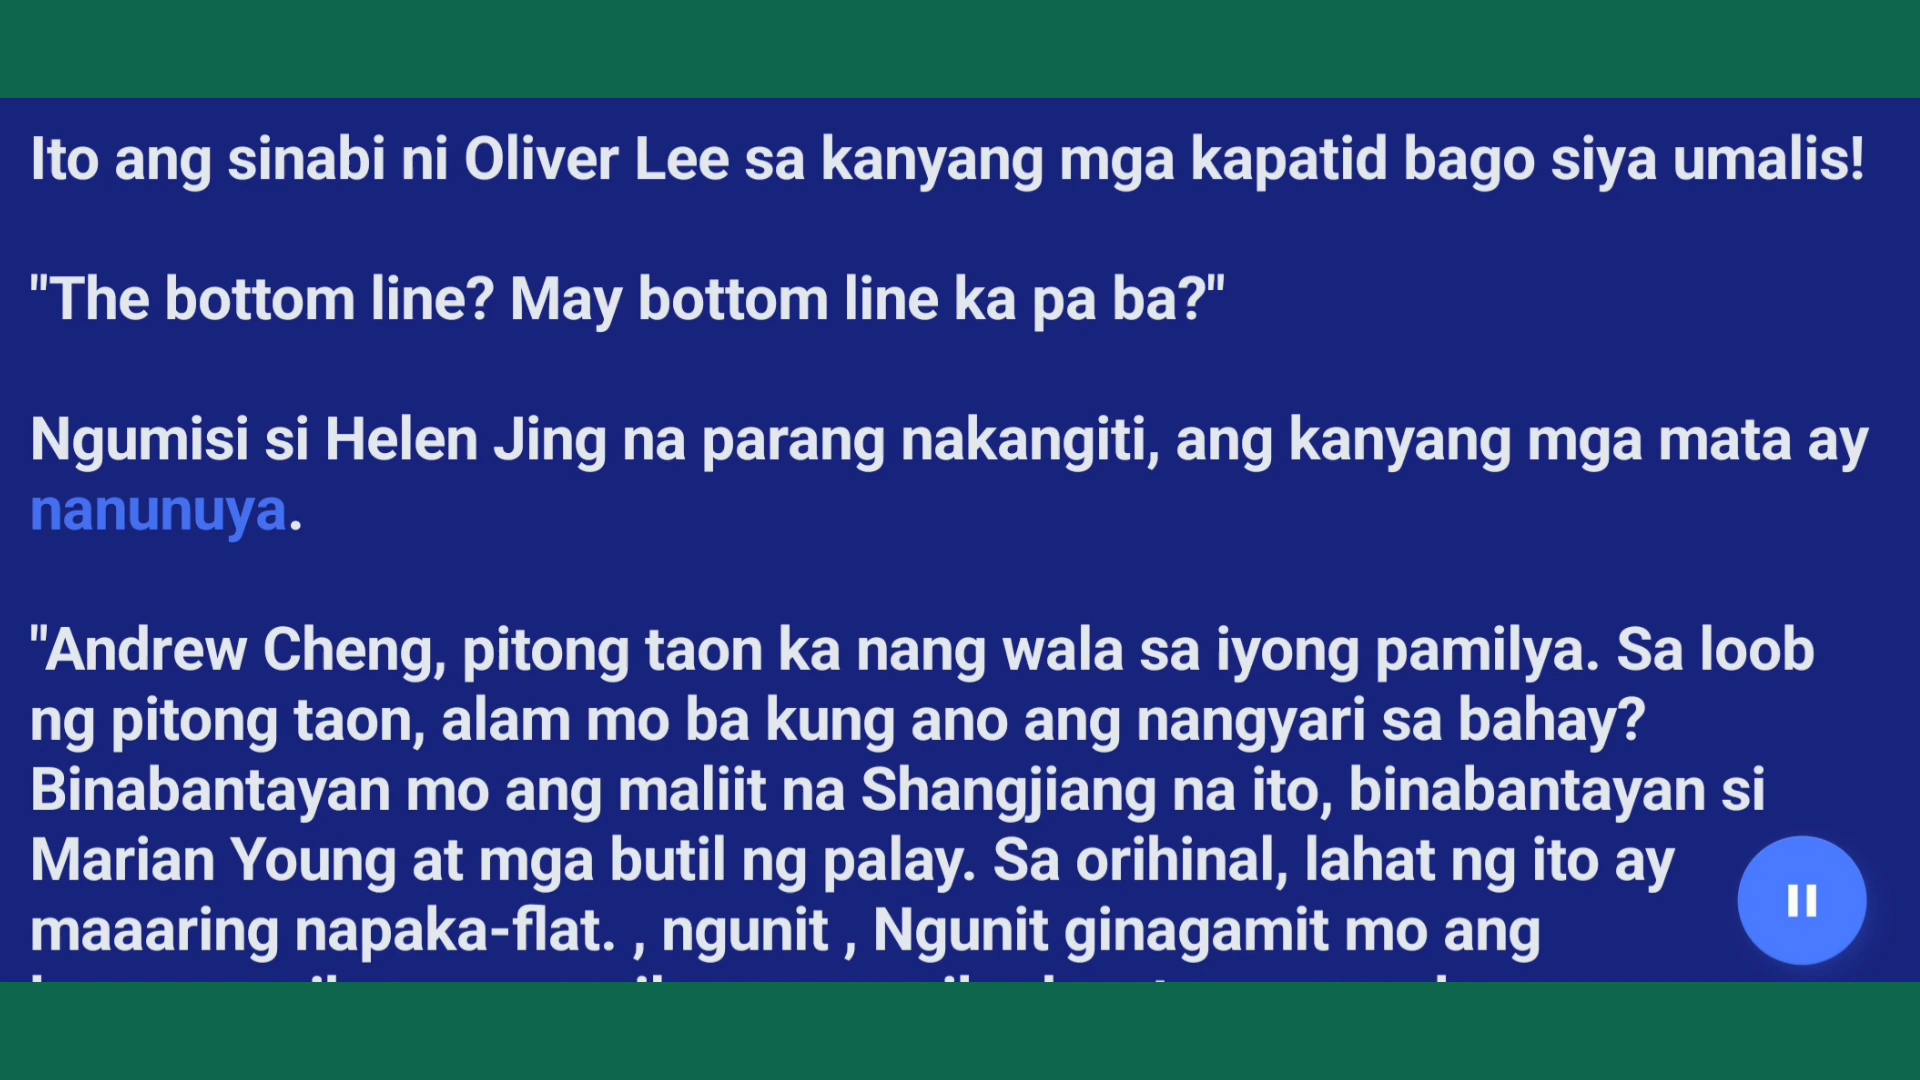 Ito ang sinabi ni Oliver Lee sa kanyang mga kapatid bago siya umalis!
"The bottom line? May bottom line ka pa ba?"
Ngumisi si Helen Jing na parang nakangiti, ang kanyang mga mata ay
nanunuya.
"Andrew Cheng, pitong taon ka nang wala sa iyong pamilya. Sa loob
ng pitong taon, alam mo ba kung ano ang nangyari sa bahay?
Binabantayan mo ang maliit na Shangjiang na ito, binabantayan si
Marian Young at mga butil ng palay. Sa orihinal, lahat ng ito ay
maaaring napaka-flat. , ngunit , Ngunit ginagamit mo ang